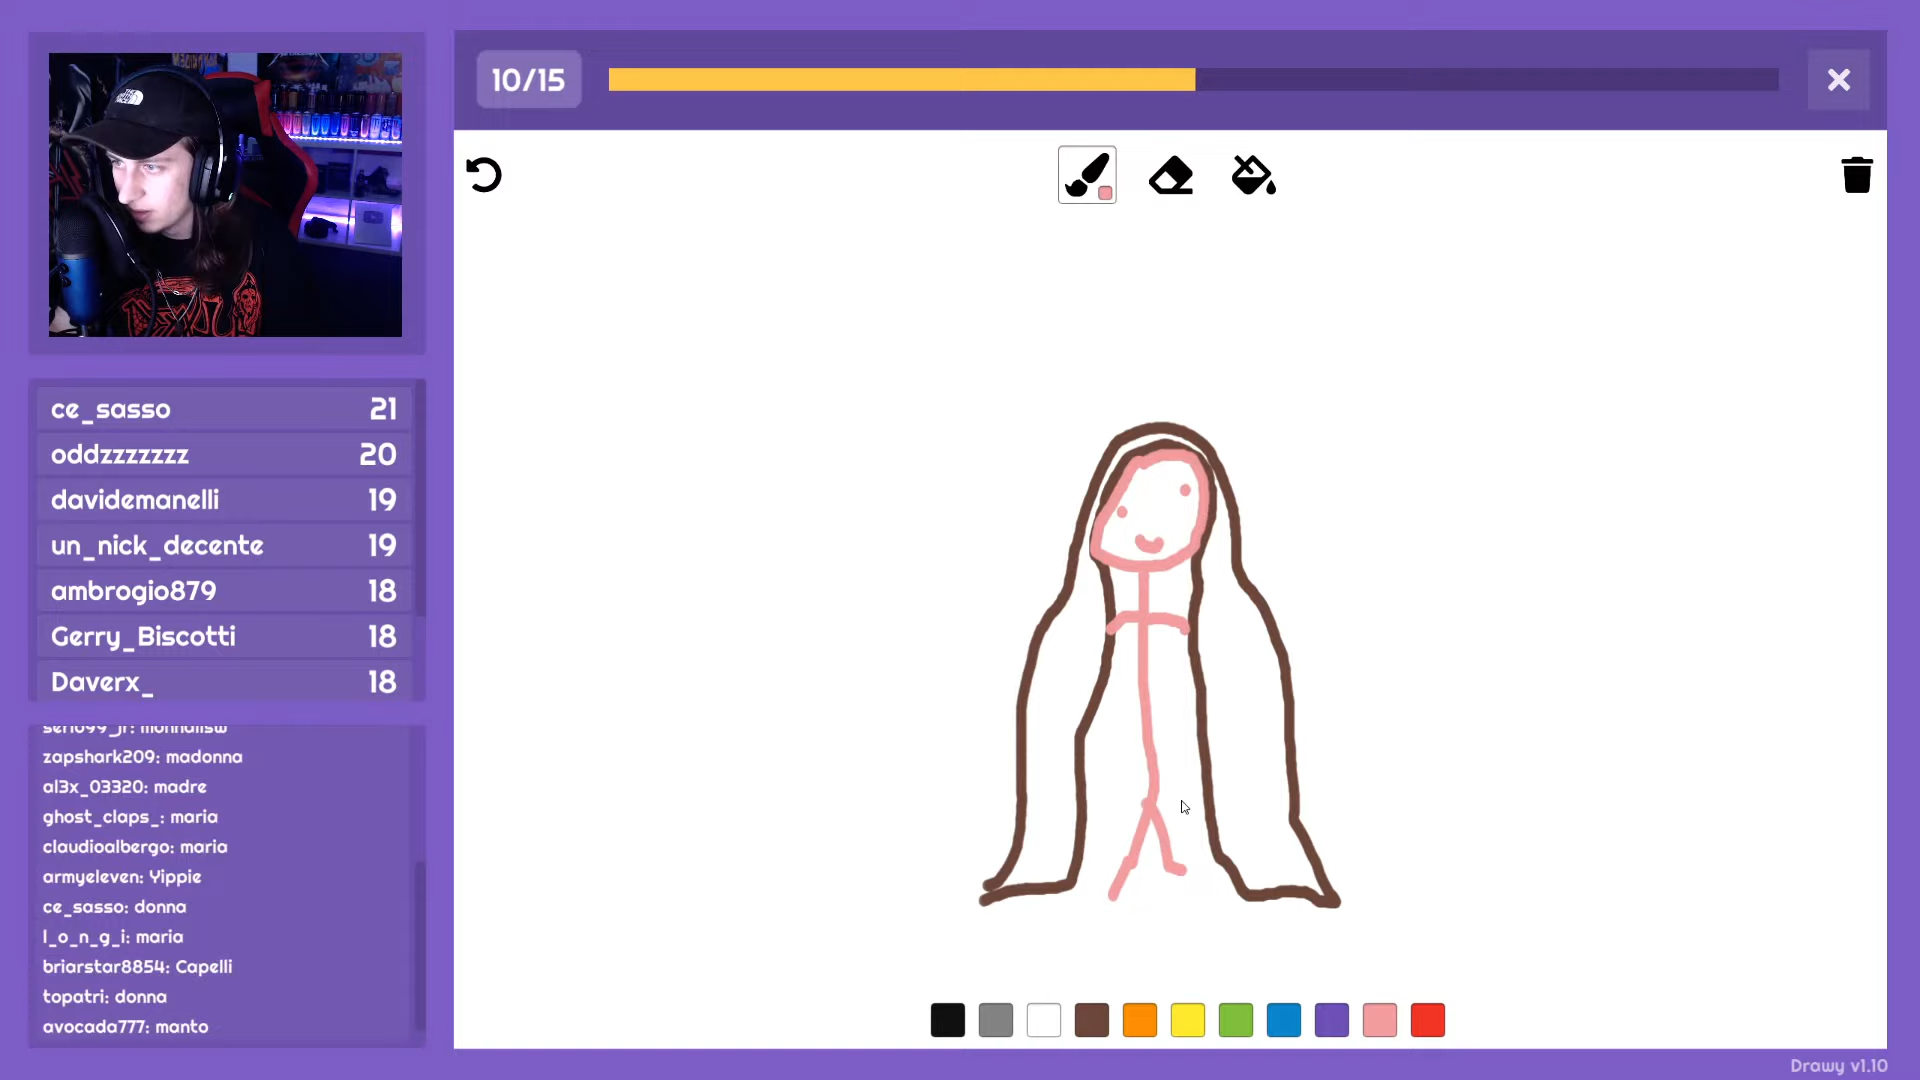 10/15
ce_sasso 21
oddzzzzzzz 20
davidemanelli 19
un_nick_decente 19
ambrogio879 18
Gerry_Biscotti 18
Daverx_ 18
zapshark209: madonna
al3x_03320: madre
ghost_claps_: maria
claudioalbergo: maria
armyeleven: Yippie
ce_sasso: donna
l_o_n_g_i: maria
briarstar8854: Capelli
topatri: donna
avocada777: manto
Drawy v1.10